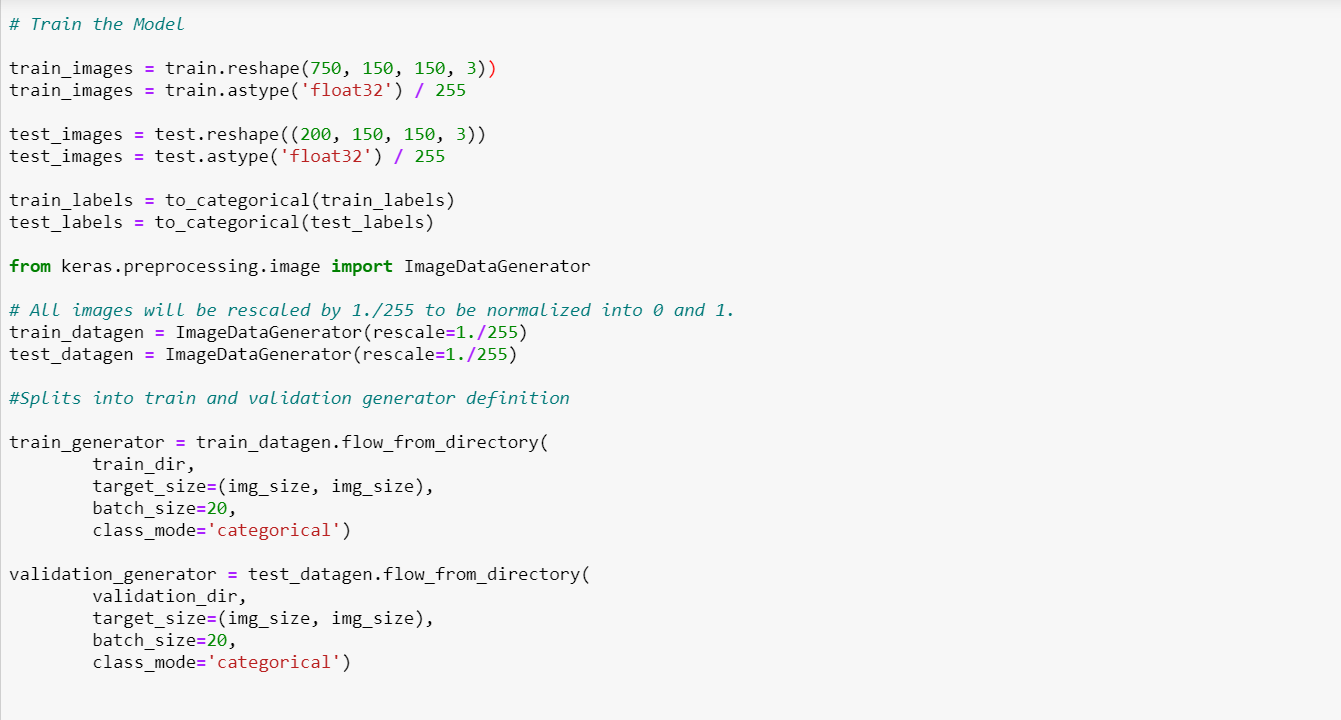 # Train the Model
train_images = train.reshape(750, 150, 150, 3))
train_images = train.astype('float32') / 255
test_images = test.reshape((200, 150, 150, 3))
test_images = test.astype('float32') / 255
train_labels = to_categorical(train_labels)
test_labels = to_categorical(test_labels)
from keras.preprocessing.image import ImageDataGenerator
# All images will be rescaled by 1./255 to be normalized into 0 and 1.
train_datagen = ImageDataGenerator(rescale=1./255)
test_datagen = ImageDataGenerator(rescale=1./255)
#Splits into train and validation generator definition
train_generator = train_datagen.flow_from_directory(
        train_dir,
        target_size=(img_size, img_size),
        batch_size=20,
        class_mode='categorical')
validation_generator = test_datagen.flow_from_directory(
        validation_dir,
        target_size=(img_size, img_size),
        batch_size=20,
        class_mode='categorical')